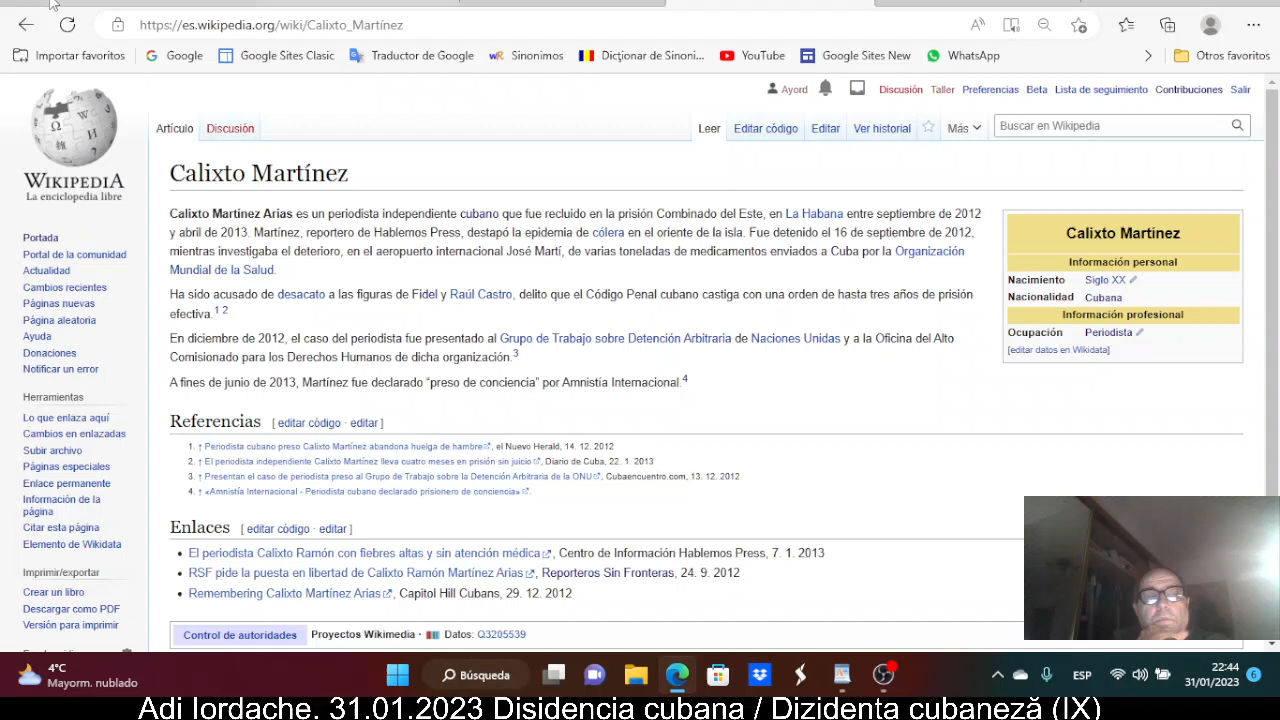 https://es.wikipedia.org/wiki/Calixto_Martínez
Importar favoritos Google Google Sites Clasic Traductor de Google wR Sinonimos Dicţionar de Sinoni... YouTube Google Sites New WhatsApp Otros favoritos
Ayord Discusión Taller Preferencias Beta Lista de seguimiento Contribuciones Salir
Artículo Discusión Leer Editar código Editar Ver historial Más Buscar en Wikipedia
WIKIPEDIA
La enciclopedia libre
Portada
Portal de la comunidad
Actualidad
Cambios recientes
Páginas nuevas
Página aleatoria
Ayuda
Donaciones
Notificar un error
Herramientas
Lo que enlaza aquí
Cambios en enlazadas
Subir archivo
Páginas especiales
Enlace permanente
Información de la
página
Citar esta página
Elemento de Wikidata
Imprimir/exportar
Crear un libro
Descargar como PDF
Versión para imprimir
Calixto Martínez
Calixto Martínez Arias es un periodista independiente cubano que fue recluido en la prisión Combinado del Este, en La Habana entre septiembre de 2012
y abril de 2013. Martínez, reportero de Hablemos Press, destapó la epidemia de cólera en el oriente de la isla. Fue detenido el 16 de septiembre de 2012,
mientras investigaba el deterioro, en el aeropuerto internacional José Martí, de varias toneladas de medicamentos enviados a Cuba por la Organización
Mundial de la Salud.
Ha sido acusado de desacato a las figuras de Fidel y Raúl Castro, delito que el Código Penal cubano castiga con una orden de hasta tres años de prisión
efectiva.1 2
En diciembre de 2012, el caso del periodista fue presentado al Grupo de Trabajo sobre Detención Arbitraria de Naciones Unidas y a la Oficina del Alto
Comisionado para los Derechos Humanos de dicha organización.3
A fines de junio de 2013, Martínez fue declarado “preso de conciencia” por Amnistía Internacional.4
Calixto Martínez
Información personal
Nacimiento Siglo XX
Nacionalidad Cubana
Información profesional
Ocupación Periodista
[editar datos en Wikidata]
Referencias [ editar código · editar ]
1. ↑ Periodista cubano preso Calixto Martínez abandona huelga de hambre, el Nuevo Herald, 14. 12. 2012
2. ↑ El periodista independiente Calixto Martínez lleva cuatro meses en prisión sin juicio, Diario de Cuba, 22. 1. 2013
3. ↑ Presentan el caso de periodista preso al Grupo de Trabajo sobre la Detención Arbitraria de la ONU, Cubaencuentro.com, 13. 12. 2012
4. ↑ «Amnistía Internacional - Periodista cubano declarado prisionero de conciencia».
Enlaces [ editar código · editar ]
• El periodista Calixto Ramón con fiebres altas y sin atención médica, Centro de Información Hablemos Press, 7. 1. 2013
• RSF pide la puesta en libertad de Calixto Ramón Martínez Arias, Reporteros Sin Fronteras, 24. 9. 2012
• Remembering Calixto Martínez Arias, Capitol Hill Cubans, 29. 12. 2012
Control de autoridades Proyectos Wikimedia · Datos: Q3205539
4°C
Mayorm. nublado
Búsqueda
ESP
22:44
31/01/2023
6
Adi Iordache. 31.01.2023 Disidencia cubana / Dizidenta cubaneză (IX)